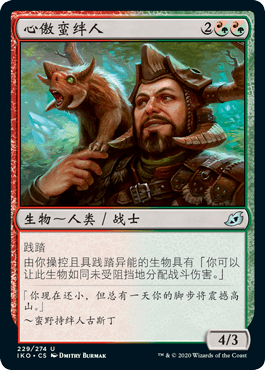 心傲蛮绊人 2
生物～人类 / 战士
践踏
由你操控且具践踏异能的生物具有「你可以
让此生物如同未受阻挡地分配战斗伤害。」
「你现在还小，但总有一天你的脚步将震撼高
山。」
～蛮野持绊人古斯丁
4/3
229/274 U
IKO • CS DMITRY BURMAK
™ & © 2020 Wizards of the Coast